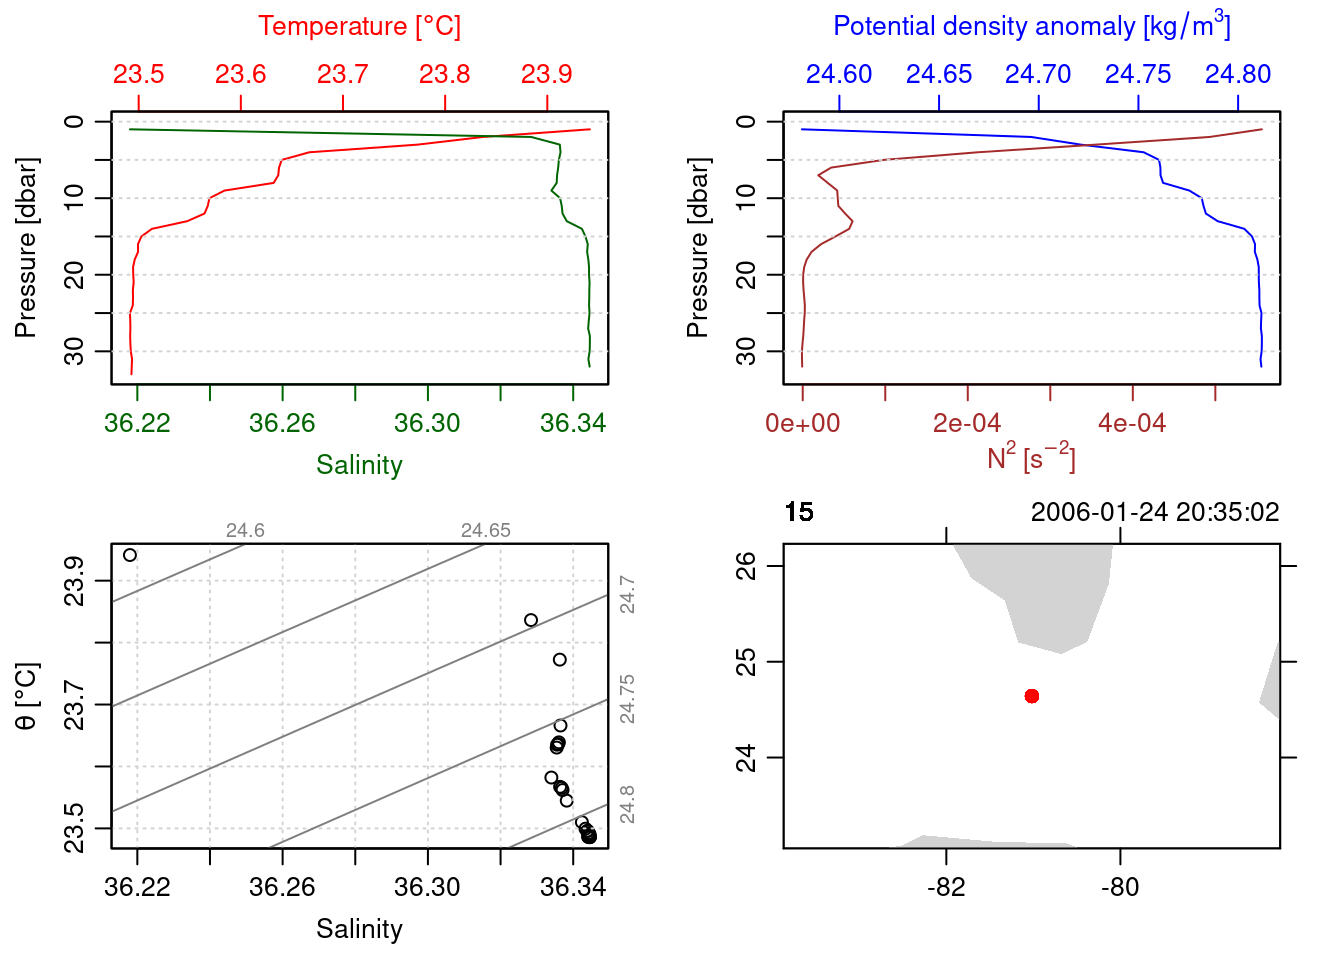 Temperature [°C]
23.5 23.6 23.7 23.8 23.9
Pressure [dbar]
0
10
20
30
36.22 36.26 36.30 36.34
Salinity
Potential density anomaly [kg/m³]
24.60 24.65 24.70 24.75 24.80
Pressure [dbar]
0
10
20
30
0e+00 2e-04 4e-04
N² [s⁻²]
24.6 24.65
24.7
24.75
24.8
θ [°C]
23.9
23.7
23.5
36.22 36.26 36.30 36.34
Salinity
15 2006-01-24 20:35:02
26
25
24
-82 -80